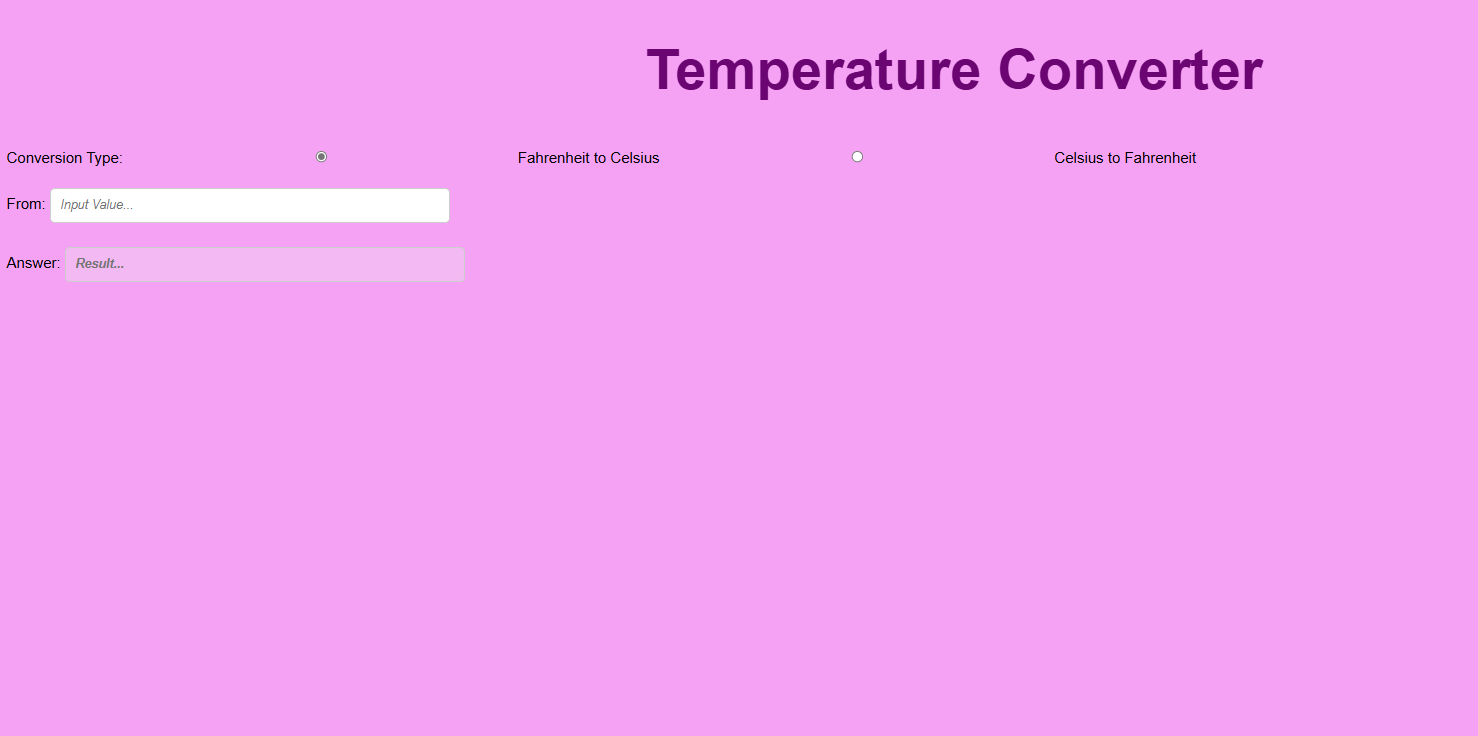 Temperature Converter
Conversion Type: Fahrenheit to Celsius Celsius to Fahrenheit
From: Input Value...
Answer: Result...